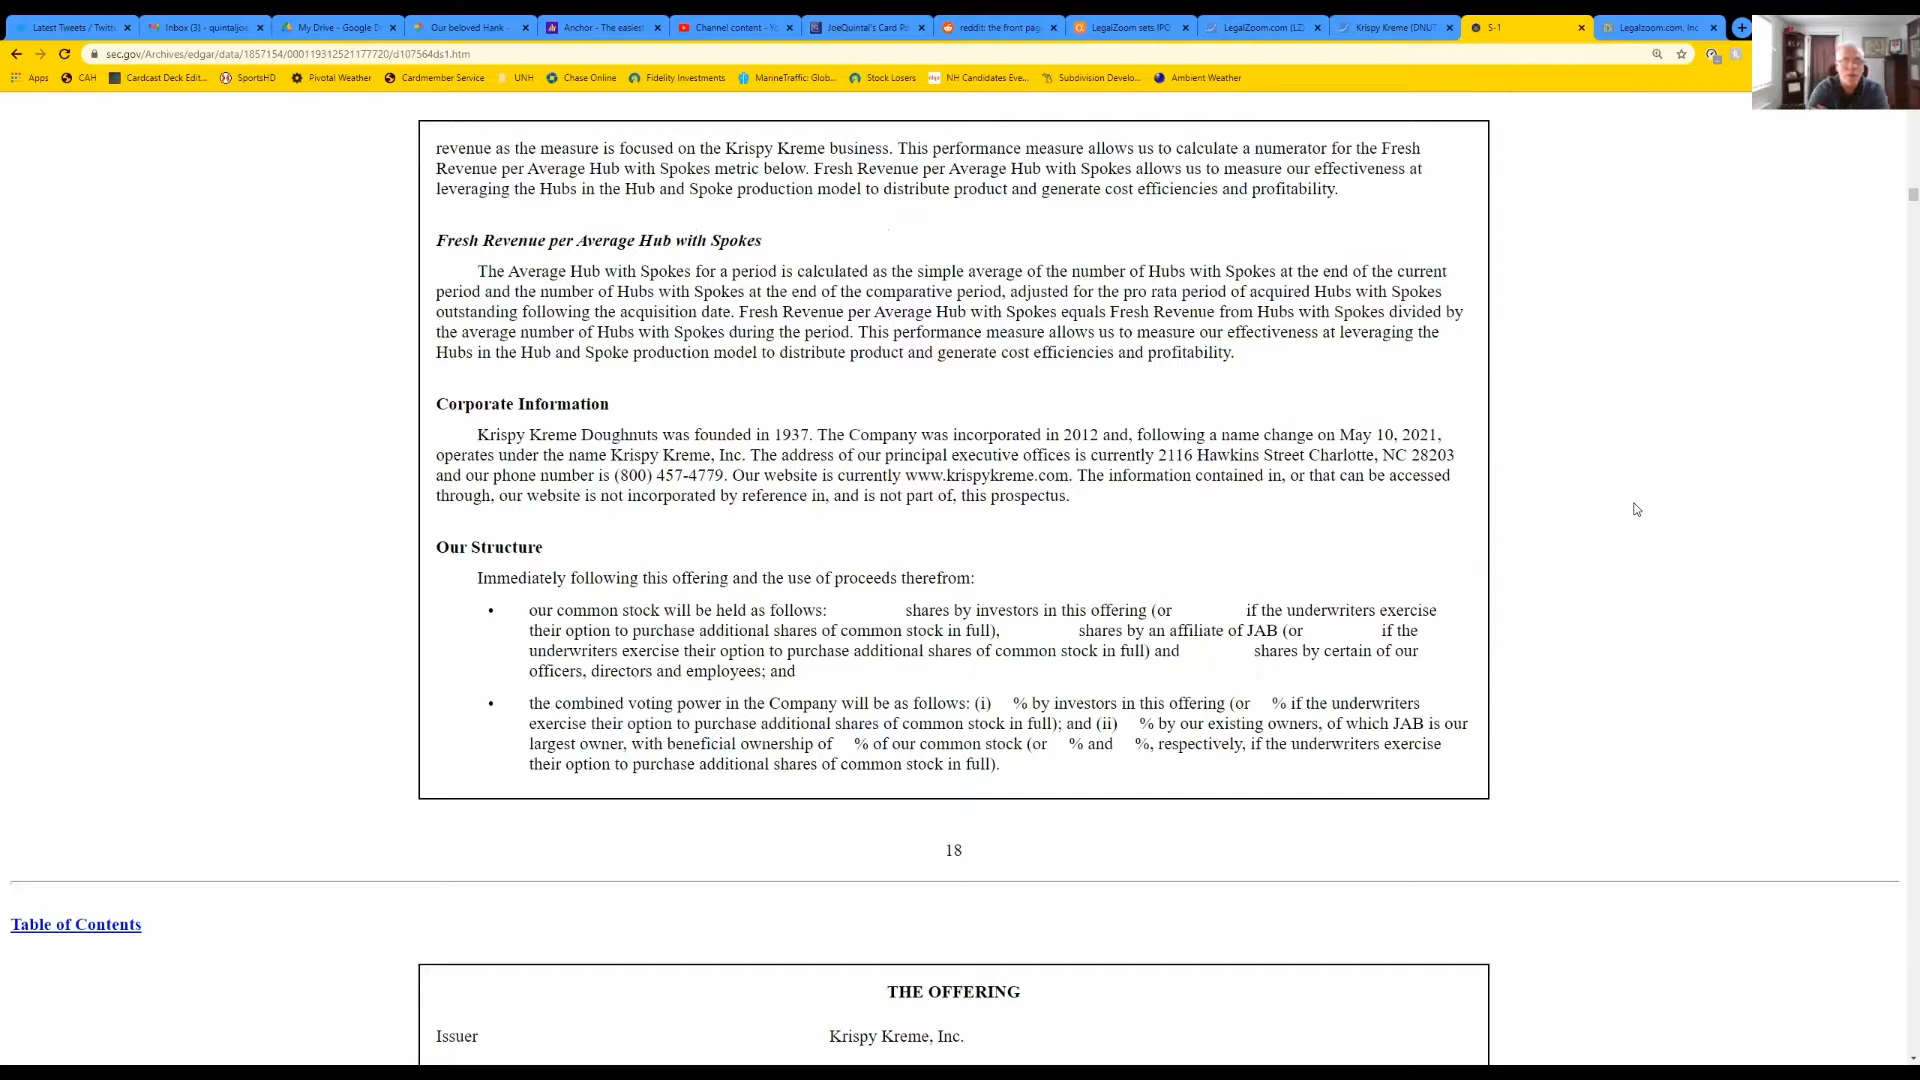 Latest Tweets / Twitt
Inbox (3) - quintaljoe
My Drive - Google D
Our beloved Hank -
Anchor - The easies
Channel content - Yo
JoeQuintal's Card Po
reddit: the front pag
LegalZoom sets IPO
LegalZoom.com (LZ)
Krispy Kreme (DNUT
S-1
Legalzoom.com, Inc
sec.gov/Archives/edgar/data/1857154/000119312521177720/d107564ds1.htm
Apps
CAH
Cardcast Deck Edit...
SportsHD
Pivotal Weather
Cardmember Service
UNH
Chase Online
Fidelity Investments
MarineTraffic: Glob...
Stock Losers
NH Candidates Eve...
Subdivision Develo...
Ambient Weather
revenue as the measure is focused on the Krispy Kreme business. This performance measure allows us to calculate a numerator for the Fresh
Revenue per Average Hub with Spokes metric below. Fresh Revenue per Average Hub with Spokes allows us to measure our effectiveness at
leveraging the Hubs in the Hub and Spoke production model to distribute product and generate cost efficiencies and profitability.
Fresh Revenue per Average Hub with Spokes
The Average Hub with Spokes for a period is calculated as the simple average of the number of Hubs with Spokes at the end of the current
period and the number of Hubs with Spokes at the end of the comparative period, adjusted for the pro rata period of acquired Hubs with Spokes
outstanding following the acquisition date. Fresh Revenue per Average Hub with Spokes equals Fresh Revenue from Hubs with Spokes divided by
the average number of Hubs with Spokes during the period. This performance measure allows us to measure our effectiveness at leveraging the
Hubs in the Hub and Spoke production model to distribute product and generate cost efficiencies and profitability.
Corporate Information
Krispy Kreme Doughnuts was founded in 1937. The Company was incorporated in 2012 and, following a name change on May 10, 2021,
operates under the name Krispy Kreme, Inc. The address of our principal executive offices is currently 2116 Hawkins Street Charlotte, NC 28203
and our phone number is (800) 457-4779. Our website is currently www.krispykreme.com. The information contained in, or that can be accessed
through, our website is not incorporated by reference in, and is not part of, this prospectus.
Our Structure
Immediately following this offering and the use of proceeds therefrom:
• our common stock will be held as follows: shares by investors in this offering (or if the underwriters exercise
their option to purchase additional shares of common stock in full), shares by an affiliate of JAB (or if the
underwriters exercise their option to purchase additional shares of common stock in full) and shares by certain of our
officers, directors and employees; and
• the combined voting power in the Company will be as follows: (i) % by investors in this offering (or % if the underwriters
exercise their option to purchase additional shares of common stock in full); and (ii) % by our existing owners, of which JAB is our
largest owner, with beneficial ownership of % of our common stock (or % and %, respectively, if the underwriters exercise
their option to purchase additional shares of common stock in full).
18
Table of Contents
THE OFFERING
Issuer Krispy Kreme, Inc.